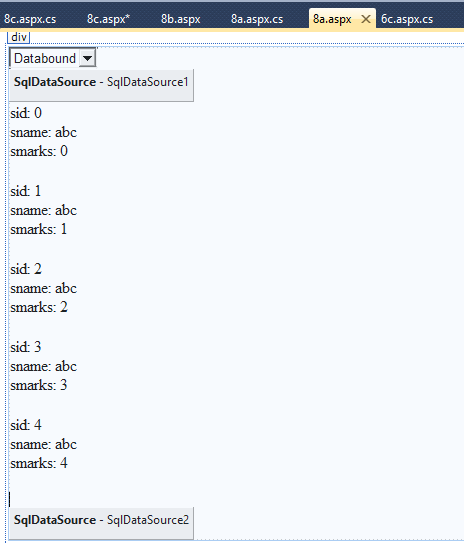 8c.aspx.cs 8c.aspx* 8b.aspx 8a.aspx.cs 8a.aspx 6c.aspx.cs
div
Databound
SqlDataSource - SqlDataSource1
sid: 0
sname: abc
smarks: 0
sid: 1
sname: abc
smarks: 1
sid: 2
sname: abc
smarks: 2
sid: 3
sname: abc
smarks: 3
sid: 4
sname: abc
smarks: 4
SqlDataSource - SqlDataSource2